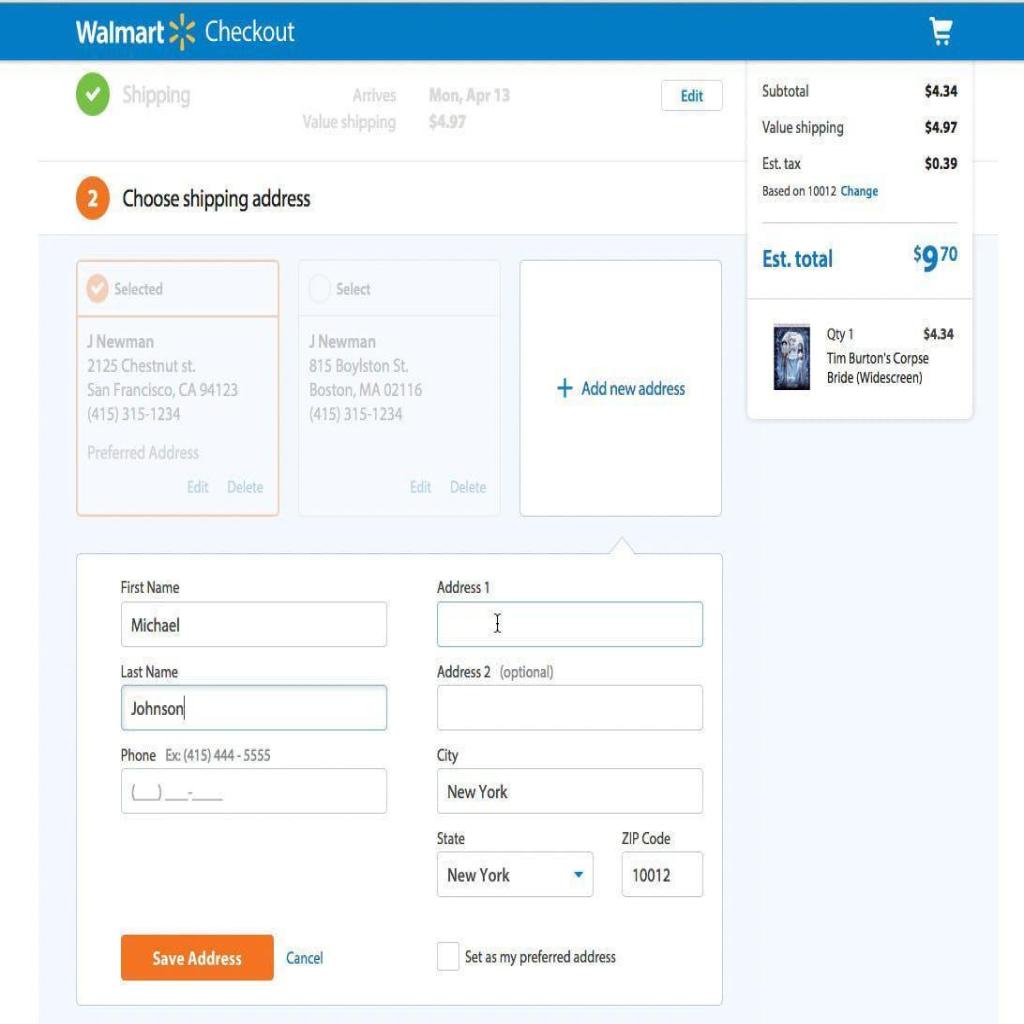 Walmart Checkout
Shipping
Arrives Mon, Apr 13
Value shipping $4.97
Edit
2 Choose shipping address
Selected
J Newman
2125 Chestnut st.
San Francisco, CA 94123
(415) 315-1234
Preferred Address
Edit Delete
Select
J Newman
815 Boylston St.
Boston, MA 02116
(415) 315-1234
Edit Delete
+ Add new address
First Name
Michael
Last Name
Johnson
Phone Ex: (415) 444 - 5555
(__) ___-____
Address 1
Address 2 (optional)
City
New York
State
New York
ZIP Code
10012
Save Address Cancel
Set as my preferred address
Subtotal $4.34
Value shipping $4.97
Est. tax $0.39
Based on 10012 Change
Est. total $9 70
Qty 1 $4.34
Tim Burton's Corpse
Bride (Widescreen)